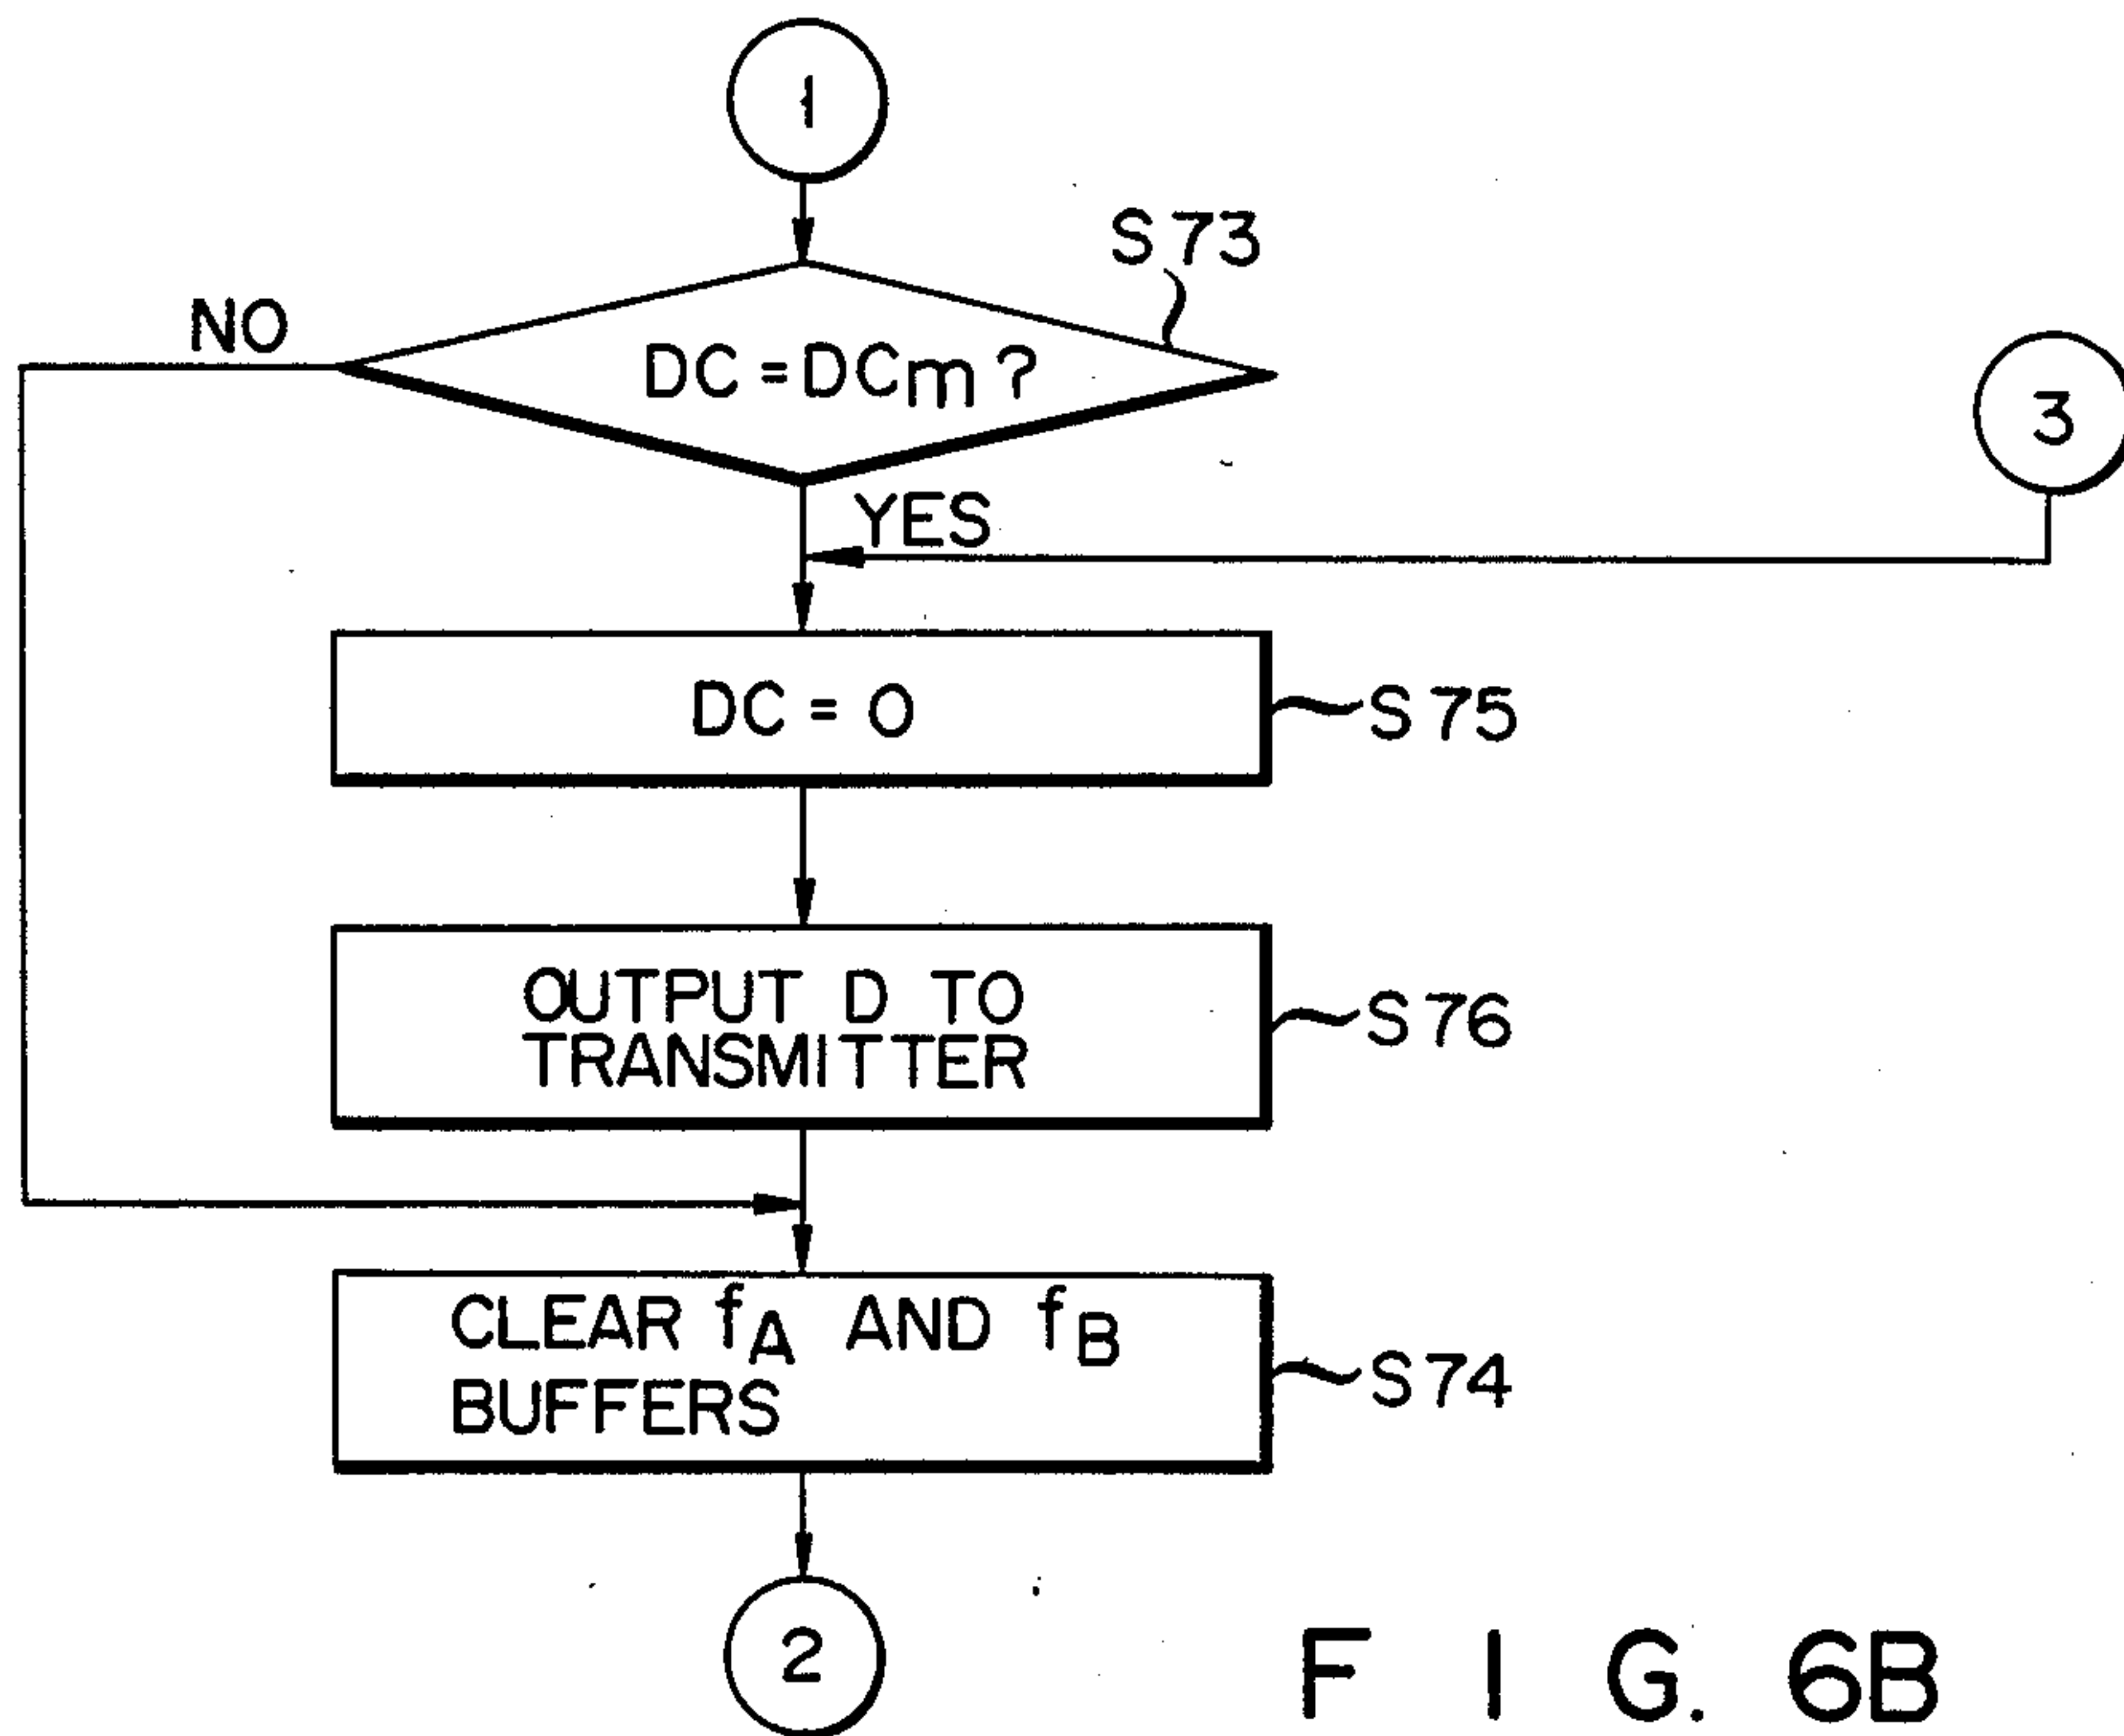 1
S73
NO
DC=DCm?
3
YES
DC=0
S75
OUTPUT D TO
TRANSMITTER
S76
CLEAR fA AND fB
BUFFERS
S74
2
FIG. 6B